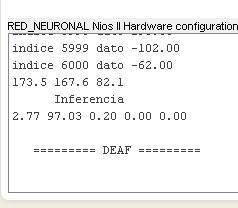 RED_NEURONAL Nios II Hardware configuration
indice 5999 dato -102.00
indice 6000 dato -62.00
173.5 167.6 82.1
Inferencia
2.77 97.03 0.20 0.00 0.00
========= DEAF =========